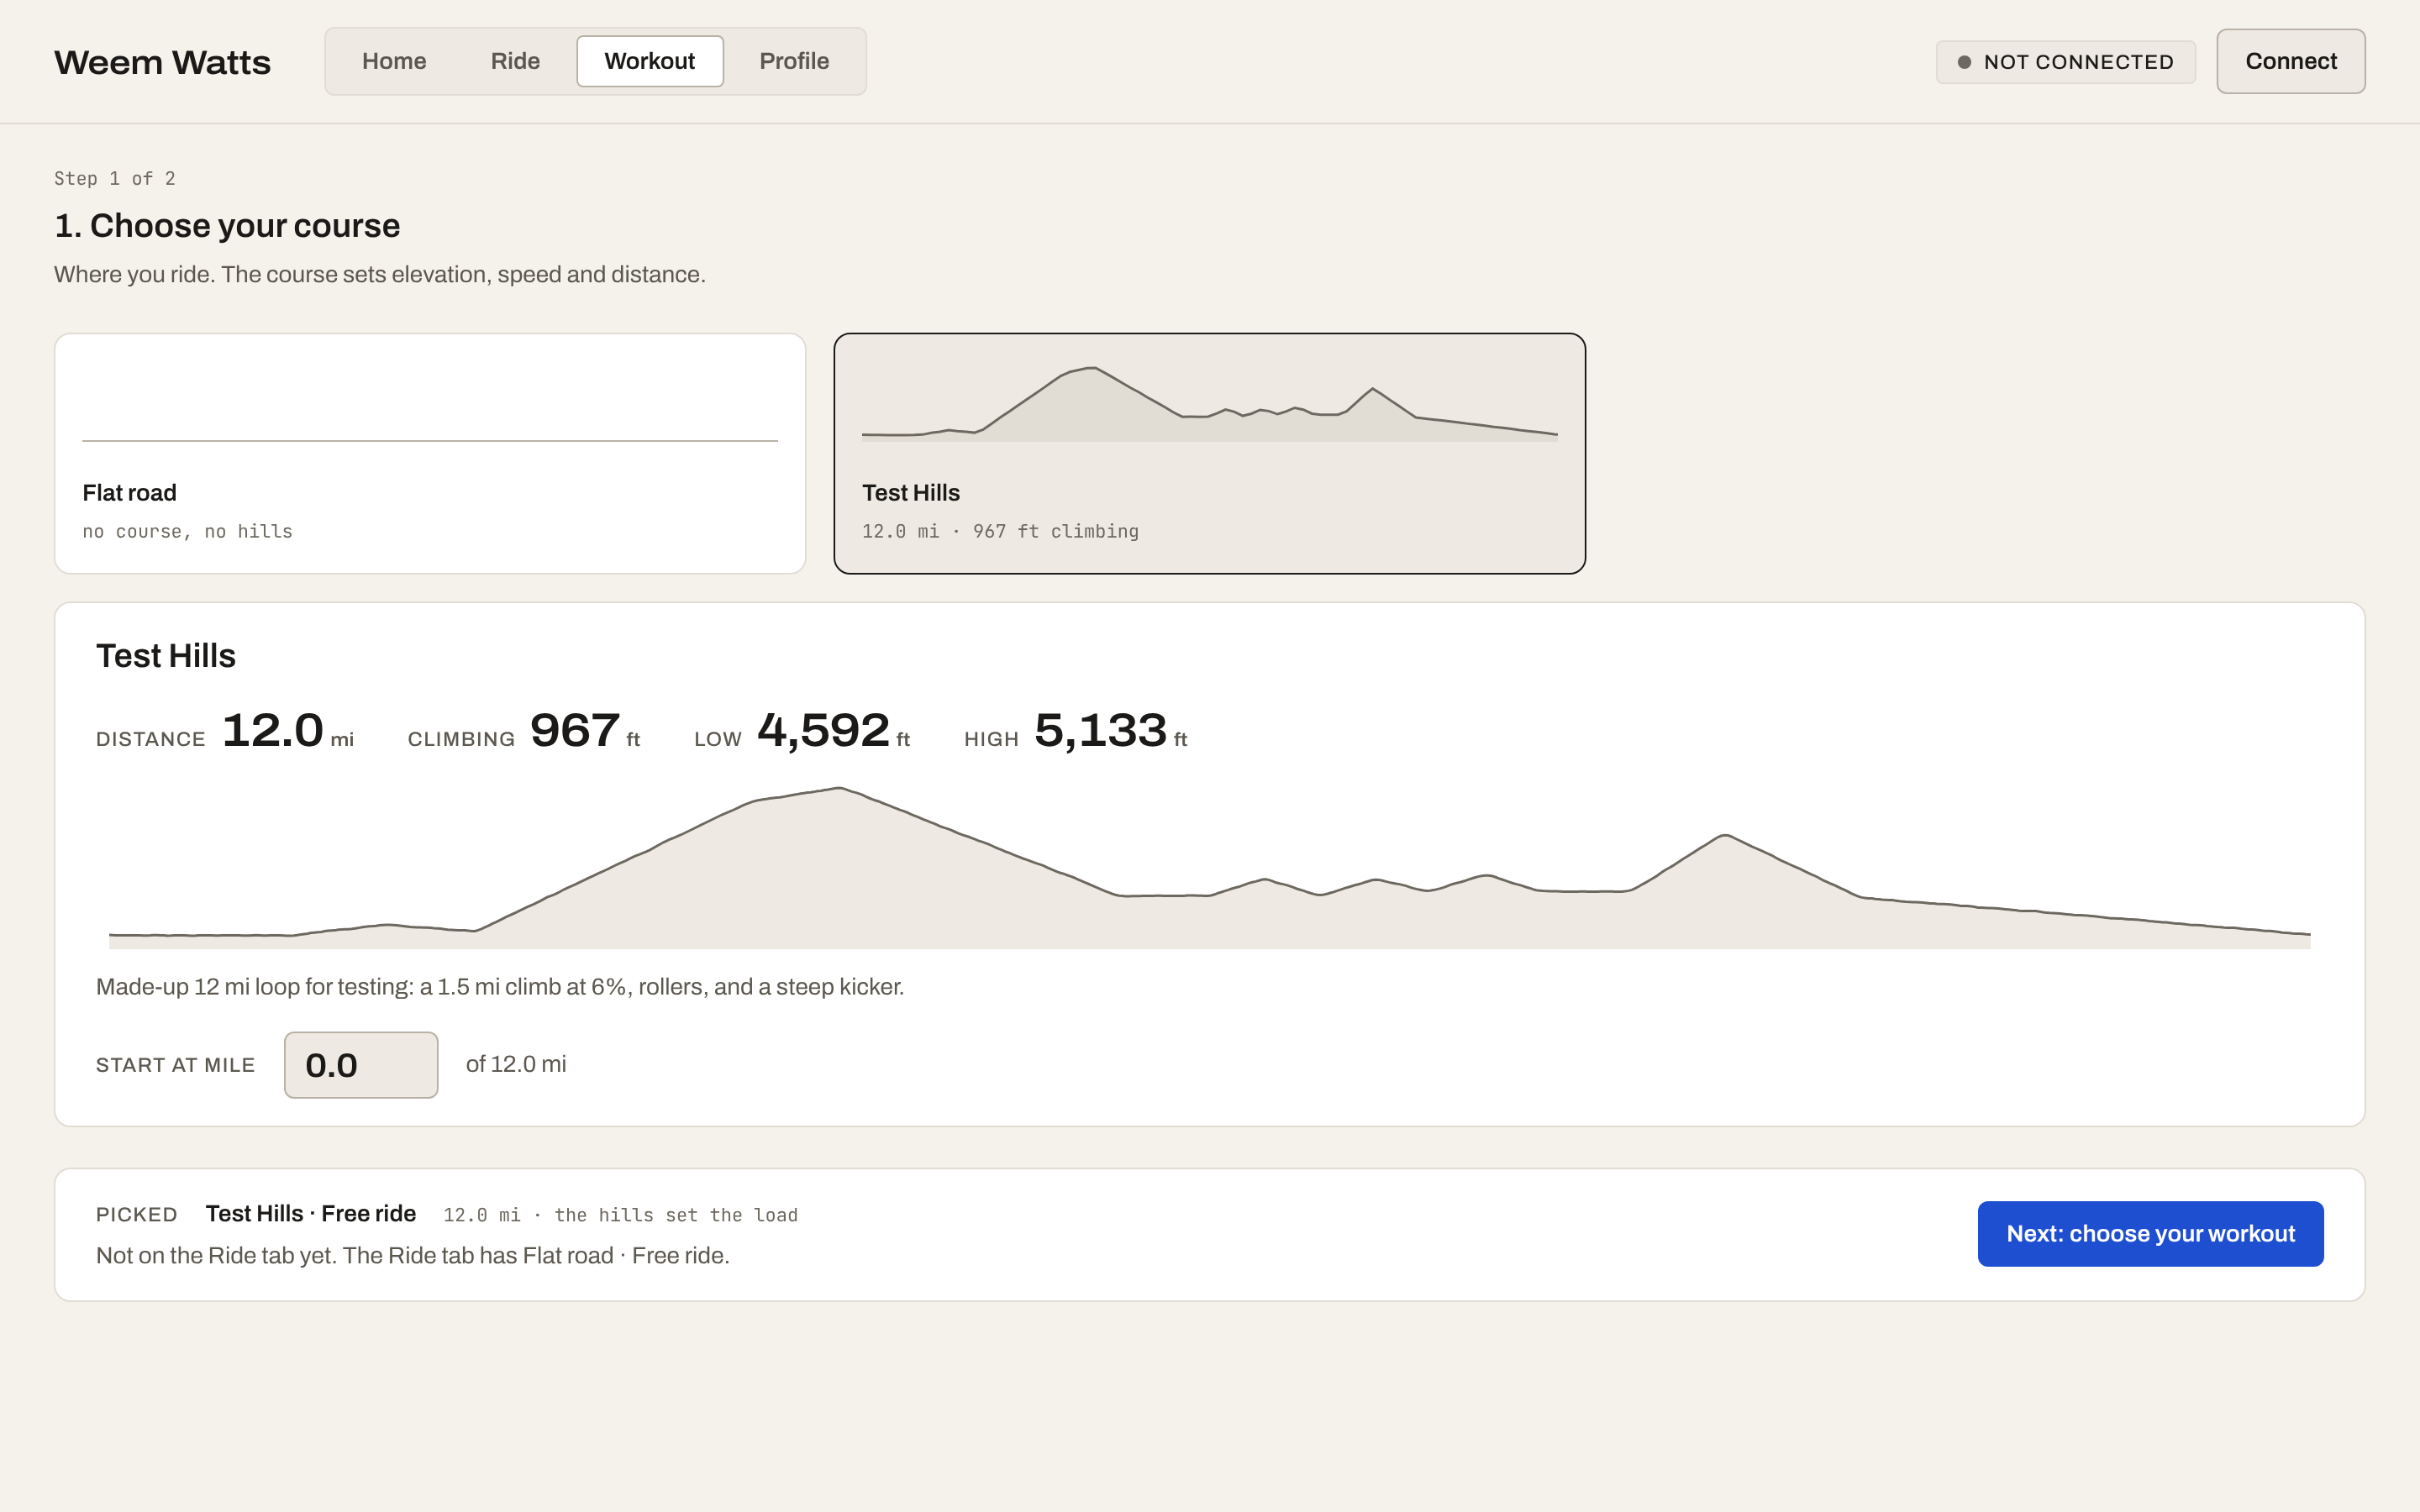 Weem Watts
Home Ride Workout Profile
NOT CONNECTED
Connect
Step 1 of 2
1. Choose your course
Where you ride. The course sets elevation, speed and distance.
Flat road
no course, no hills
Test Hills
12.0 mi · 967 ft climbing
Test Hills
DISTANCE 12.0 mi CLIMBING 967 ft LOW 4,592 ft HIGH 5,133 ft
Made-up 12 mi loop for testing: a 1.5 mi climb at 6%, rollers, and a steep kicker.
START AT MILE 0.0 of 12.0 mi
PICKED Test Hills · Free ride 12.0 mi · the hills set the load
Not on the Ride tab yet. The Ride tab has Flat road · Free ride.
Next: choose your workout